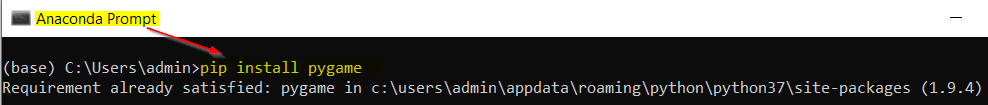 Anaconda Prompt
(base) C:\Users\admin>pip install pygame
Requirement already satisfied: pygame in c:\users\admin\appdata\roaming\python\python37\site-packages (1.9.4)